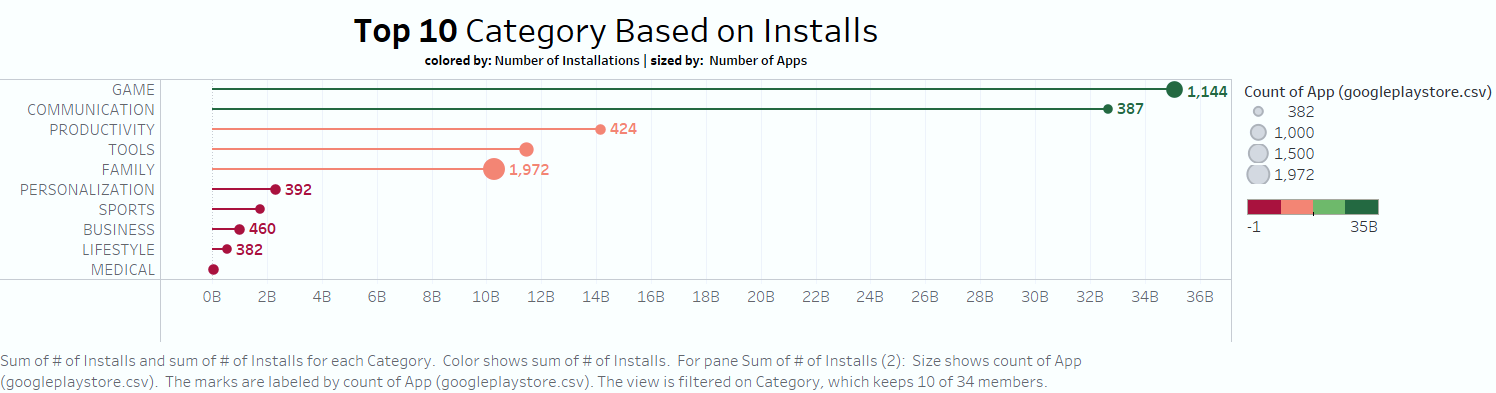 Top 10 Category Based on Installs
colored by: Number of Installations | sized by: Number of Apps
GAME 1,144
COMMUNICATION 387
PRODUCTIVITY 424
TOOLS
FAMILY 1,972
PERSONALIZATION 392
SPORTS
BUSINESS 460
LIFESTYLE 382
MEDICAL
0B 2B 4B 6B 8B 10B 12B 14B 16B 18B 20B 22B 24B 26B 28B 30B 32B 34B 36B
Count of App (googleplaystore.csv)
382
1,000
1,500
1,972
-1 35B
Sum of # of Installs and sum of # of Installs for each Category. Color shows sum of # of Installs. For pane Sum of # of Installs (2): Size shows count of App
(googleplaystore.csv). The marks are labeled by count of App (googleplaystore.csv). The view is filtered on Category, which keeps 10 of 34 members.